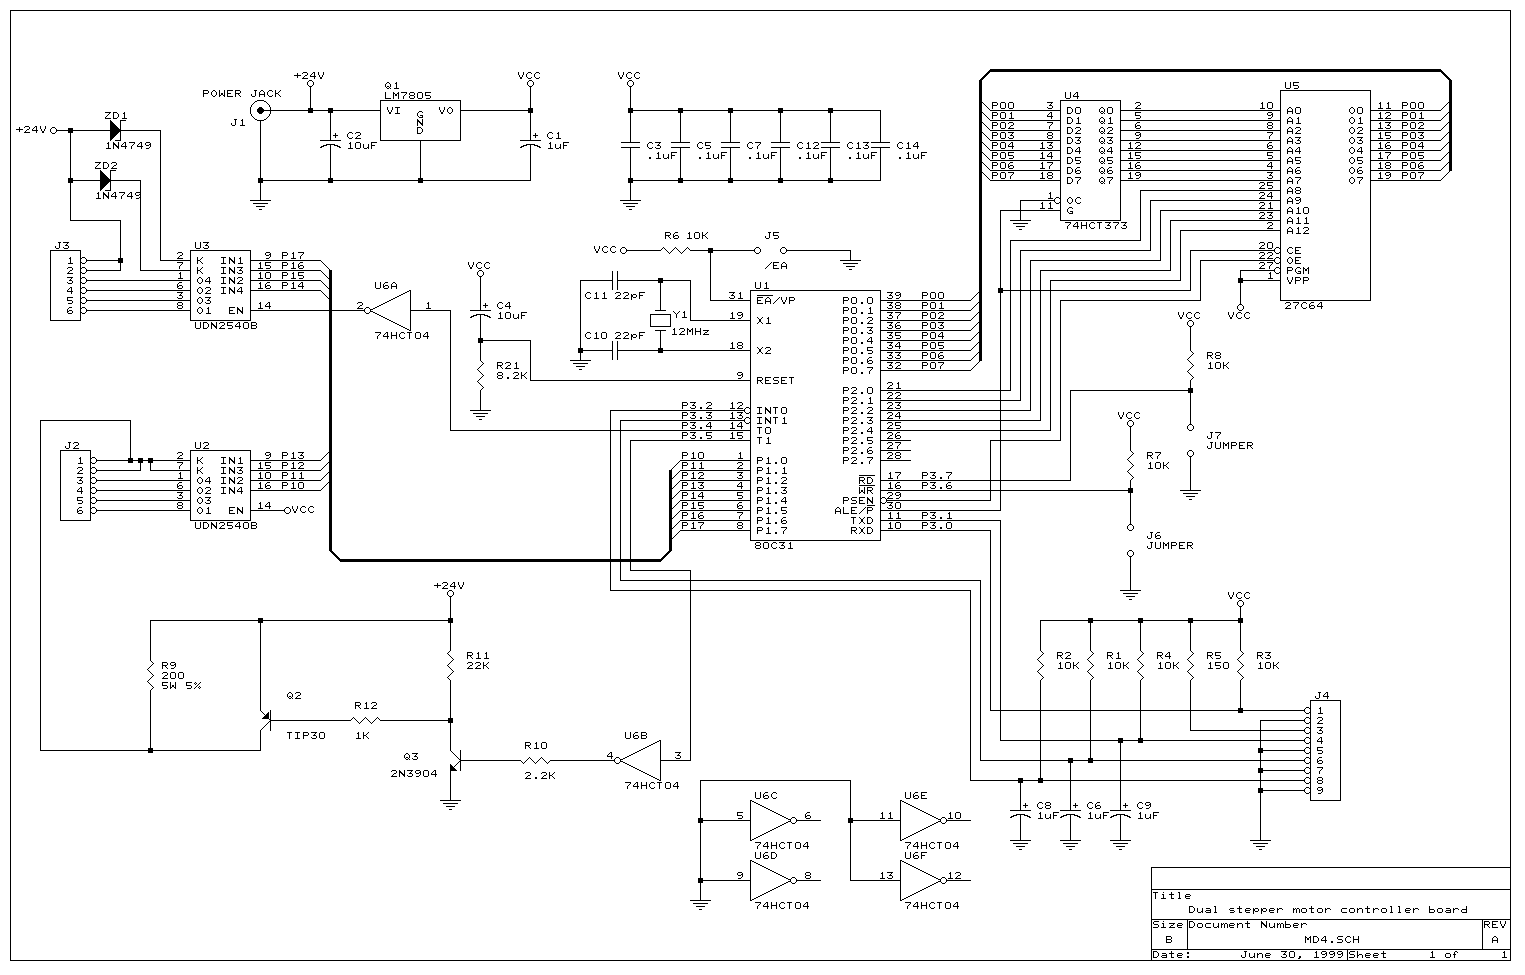 POWER JACK
J1
+24V
Q1
LM7805
VI
VO
GND
+
C2
10uF
VCC
+
C1
1uF
VCC
C3
.1uF
C5
.1uF
C7
.1uF
C12
.1uF
C13
.1uF
C14
.1uF
+24V
ZD1
1N4749
ZD2
1N4749
J3
1
2
3
4
5
6
U3
2 K IN1 9 P17
7 K IN3 15 P16
1 O4 IN2 10 P15
6 O2 IN4 16 P14
3 O3
8 O1 EN 14
UDN2540B
U6A
2
1
74HCT04
VCC
+
C4
10uF
R21
8.2K
VCC
R6 10K
J5
/EA
C11 22pF
C10 22pF
Y1
12MHz
U1
31 EA/VP
19 X1
18 X2
9 RESET
P3.2 12 INT0
P3.3 13 INT1
P3.4 14 T0
P3.5 15 T1
P10 1 P1.0
P11 2 P1.1
P12 3 P1.2
P13 4 P1.3
P14 5 P1.4
P15 6 P1.5
P16 7 P1.6
P17 8 P1.7
P0.0 39 P00
P0.1 38 P01
P0.2 37 P02
P0.3 36 P03
P0.4 35 P04
P0.5 34 P05
P0.6 33 P06
P0.7 32 P07
P2.0 21
P2.1 22
P2.2 23
P2.3 24
P2.4 25
P2.5 26
P2.6 27
P2.7 28
RD 17 P3.7
WR 16 P3.6
PSEN 29
ALE/P 30
TXD 11 P3.1
RXD 10 P3.0
80C31
U4
P00 3 D0 Q0 2
P01 4 D1 Q1 5
P02 7 D2 Q2 6
P03 8 D3 Q3 9
P04 13 D4 Q4 12
P05 14 D5 Q5 15
P06 17 D6 Q6 16
P07 18 D7 Q7 19
1 OC
11 G
74HCT373
U5
10 A0 O0 11 P00
9 A1 O1 12 P01
8 A2 O2 13 P02
7 A3 O3 15 P03
6 A4 O4 16 P04
5 A5 O5 17 P05
4 A6 O6 18 P06
3 A7 O7 19 P07
25 A8
24 A9
21 A10
23 A11
2 A12
20 CE
22 OE
27 PGM
1 VPP
27C64
VCC
VCC
R8
10K
J7
JUMPER
VCC
R7
10K
J6
JUMPER
J2
1
2
3
4
5
6
U2
2 K IN1 9 P13
7 K IN3 15 P12
1 O4 IN2 10 P11
6 O2 IN4 16 P10
3 O3
8 O1 EN 14 VCC
UDN2540B
+24V
R9
200
5W 5%
R11
22K
Q2
TIP30
R12
1K
Q3
2N3904
R10
2.2K
U6B
4
3
74HCT04
VCC
R2
10K
R1
10K
R4
10K
R5
150
R3
10K
J4
1
2
3
4
5
6
7
8
9
+
C8
1uF
+
C6
1uF
+
C9
1uF
U6C
5
6
74HCT04
U6E
11
10
74HCT04
U6D
9
8
74HCT04
U6F
13
12
74HCT04
Title
Dual stepper motor controller board
Size Document Number REV
B MD4.SCH A
Date: June 30, 1999 Sheet 1 of 1